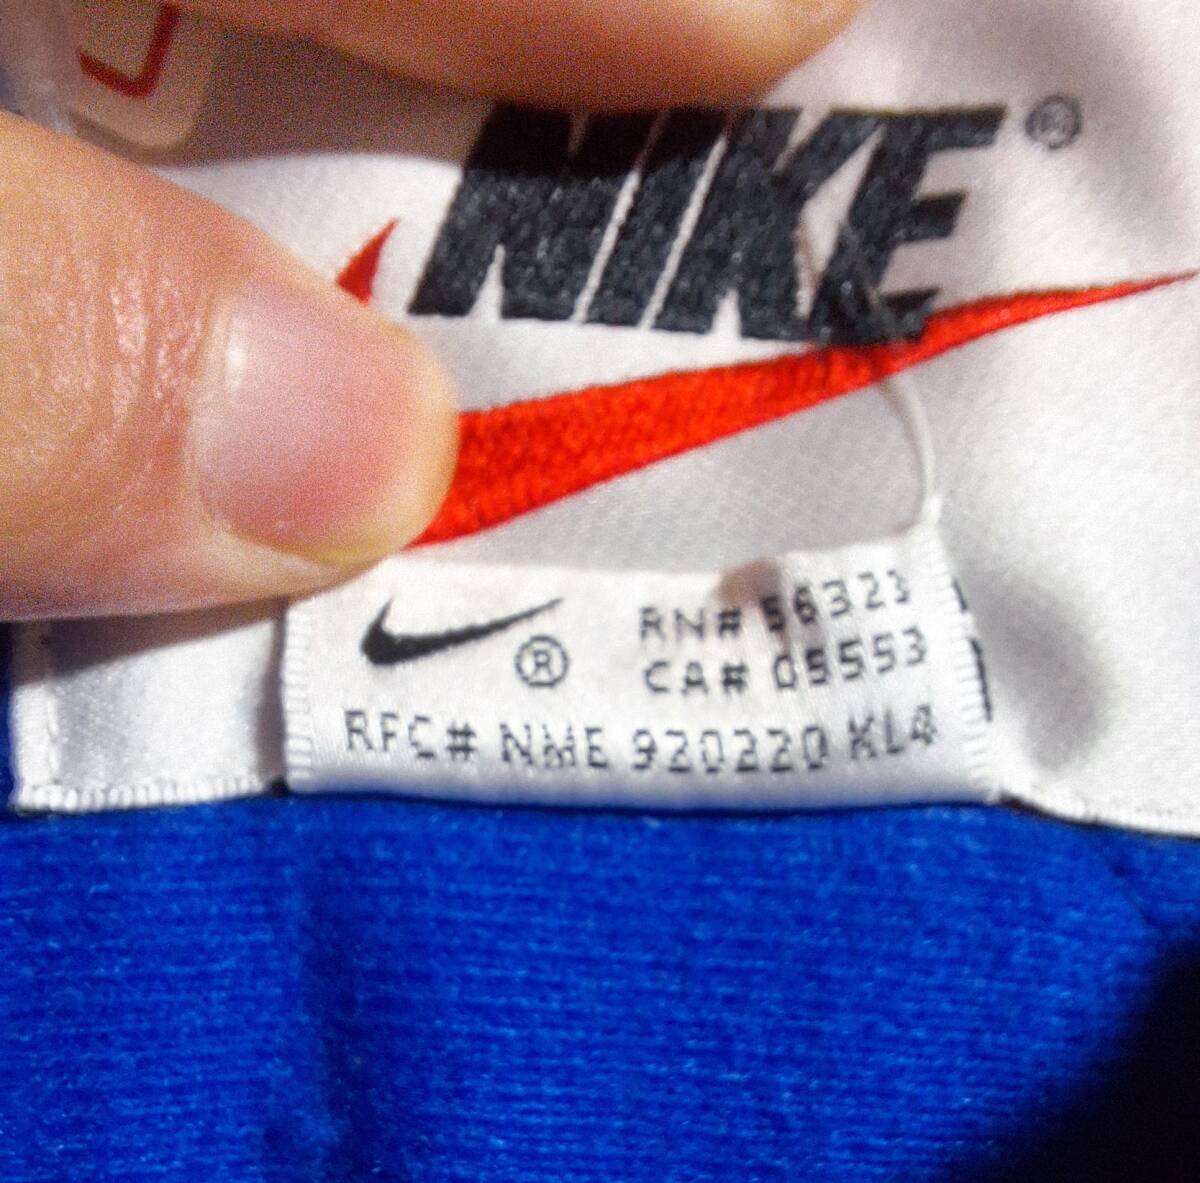 NIKE®
®
RN# 56323
CA# 05553
RFC# NME 920220 KL4